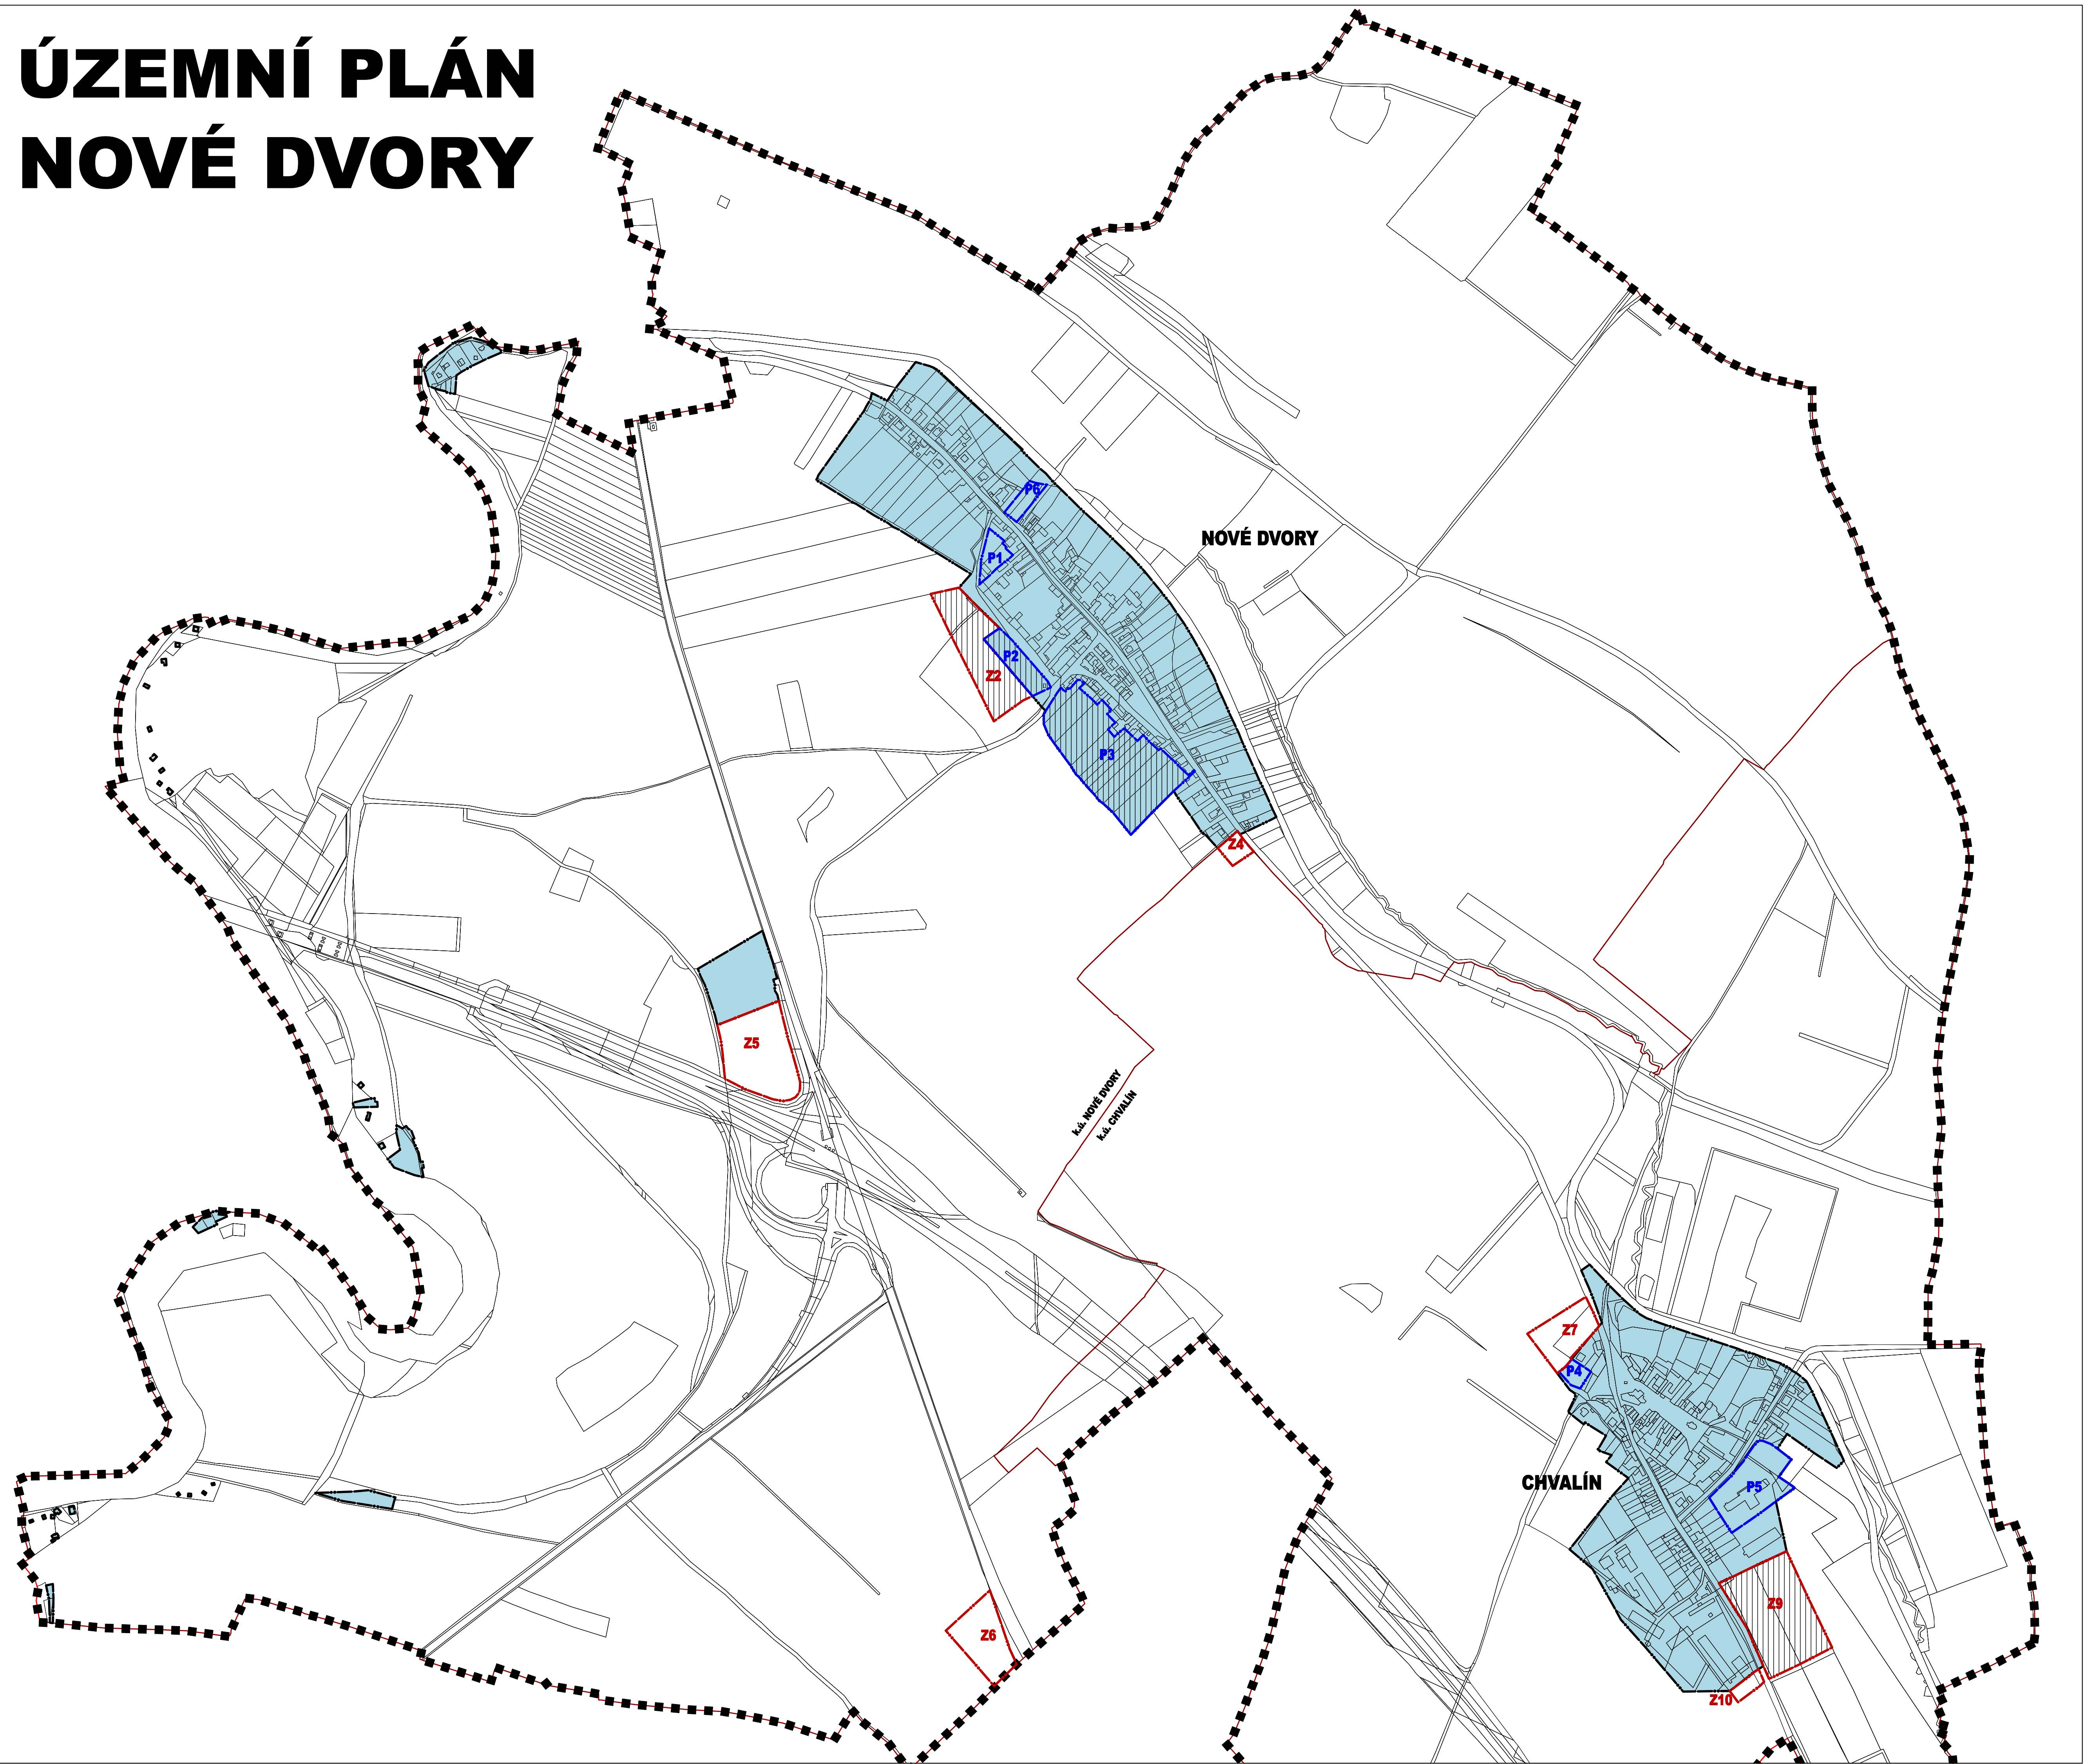 ÚZEMNÍ PLÁN
NOVÉ DVORY
P6
NOVÉ DVORY
P1
P2
Z2
P3
Z4
Z5
k.ú. NOVÉ DVORY
k.ú. CHVALÍN
Z7
P4
CHVALÍN
P5
Z9
Z6
Z10